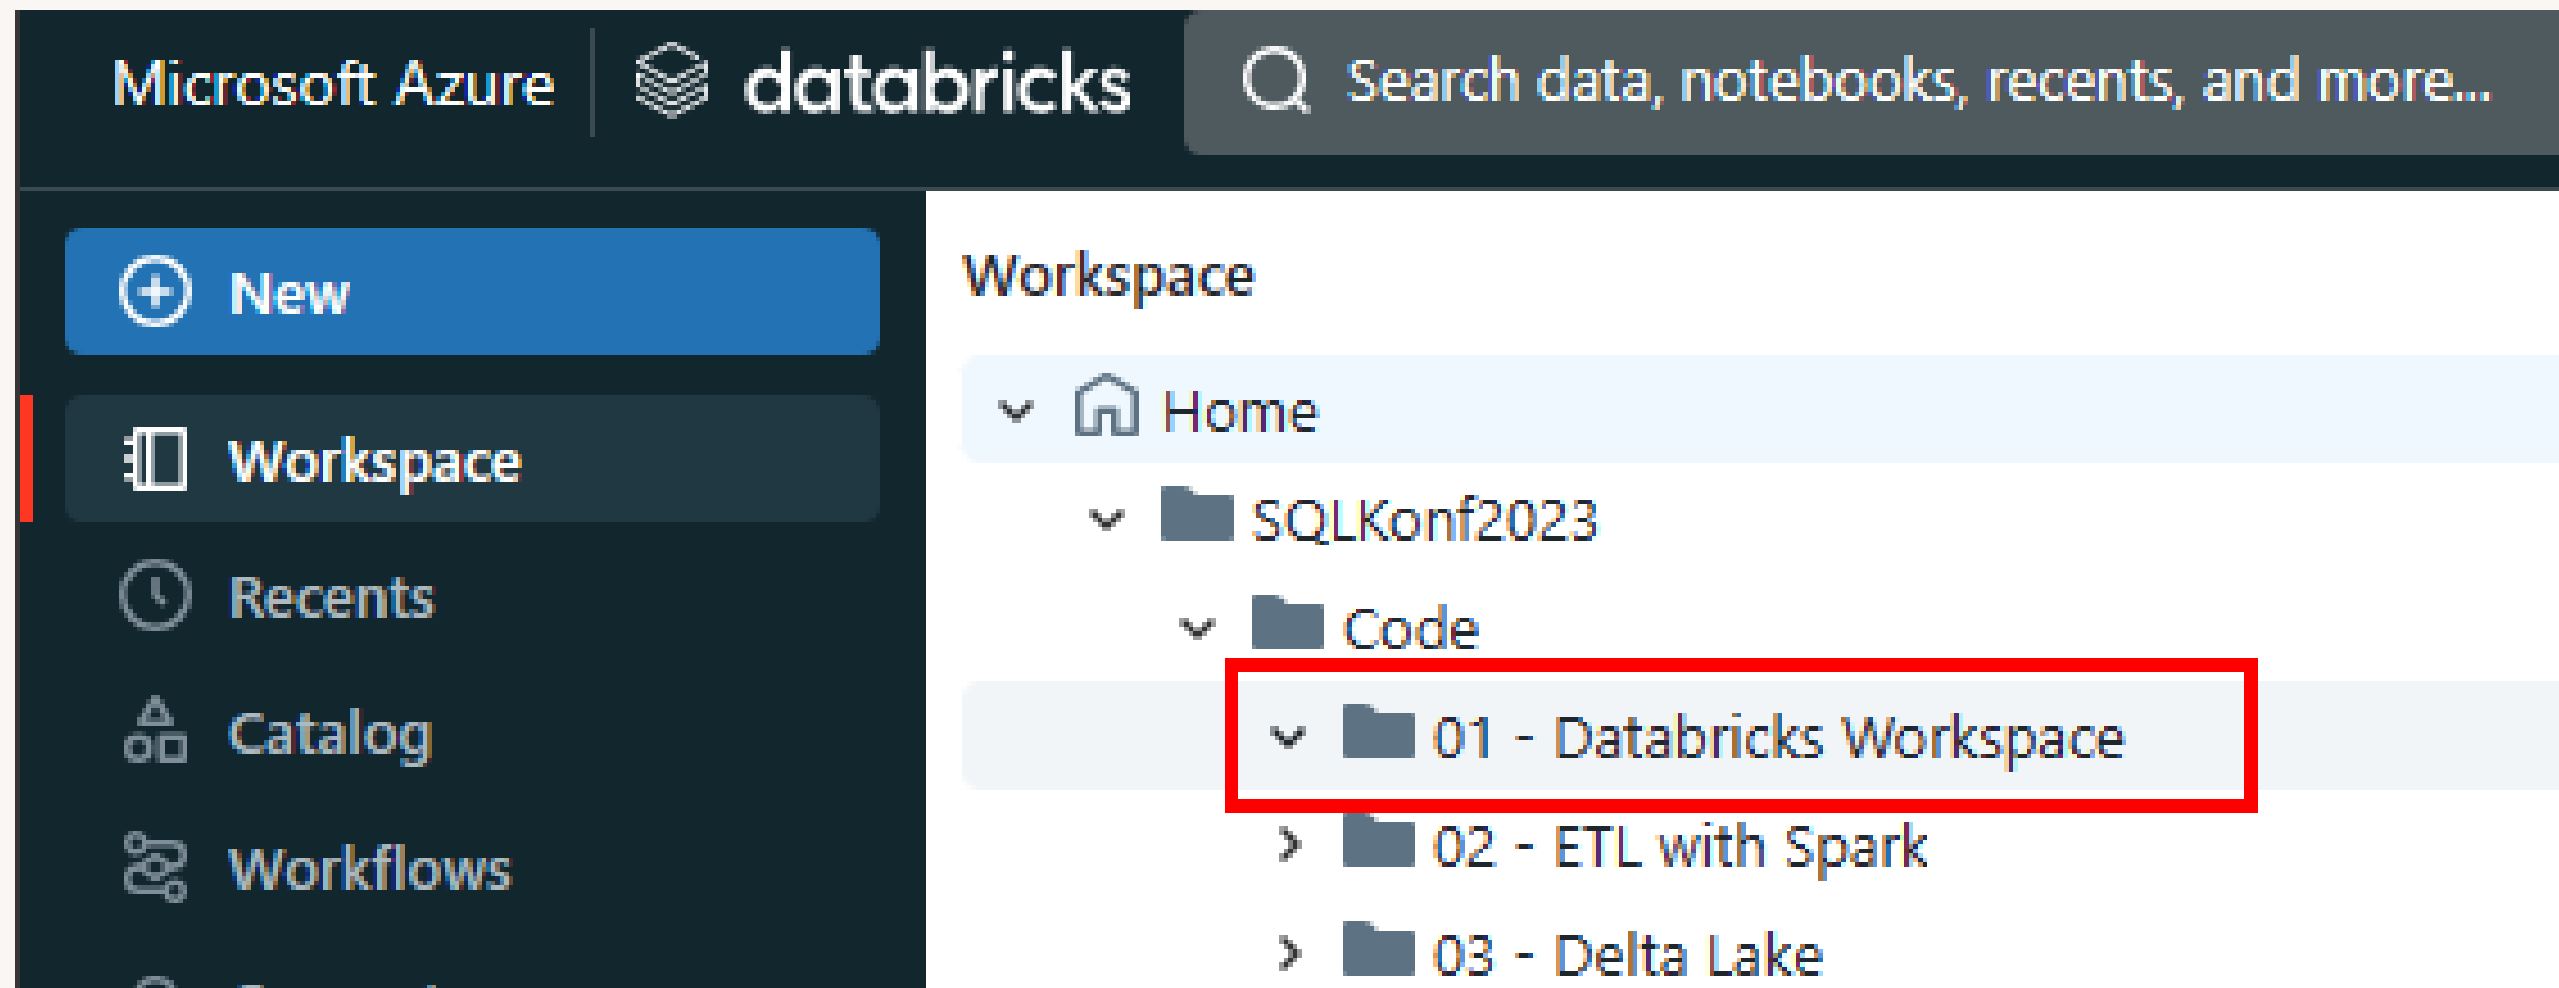 Microsoft Azure databricks Search data, notebooks, recents, and more...
New
Workspace
Recents
Catalog
Workflows
Workspace
Home
SQLKonf2023
Code
01 - Databricks Workspace
02 - ETL with Spark
03 - Delta Lake